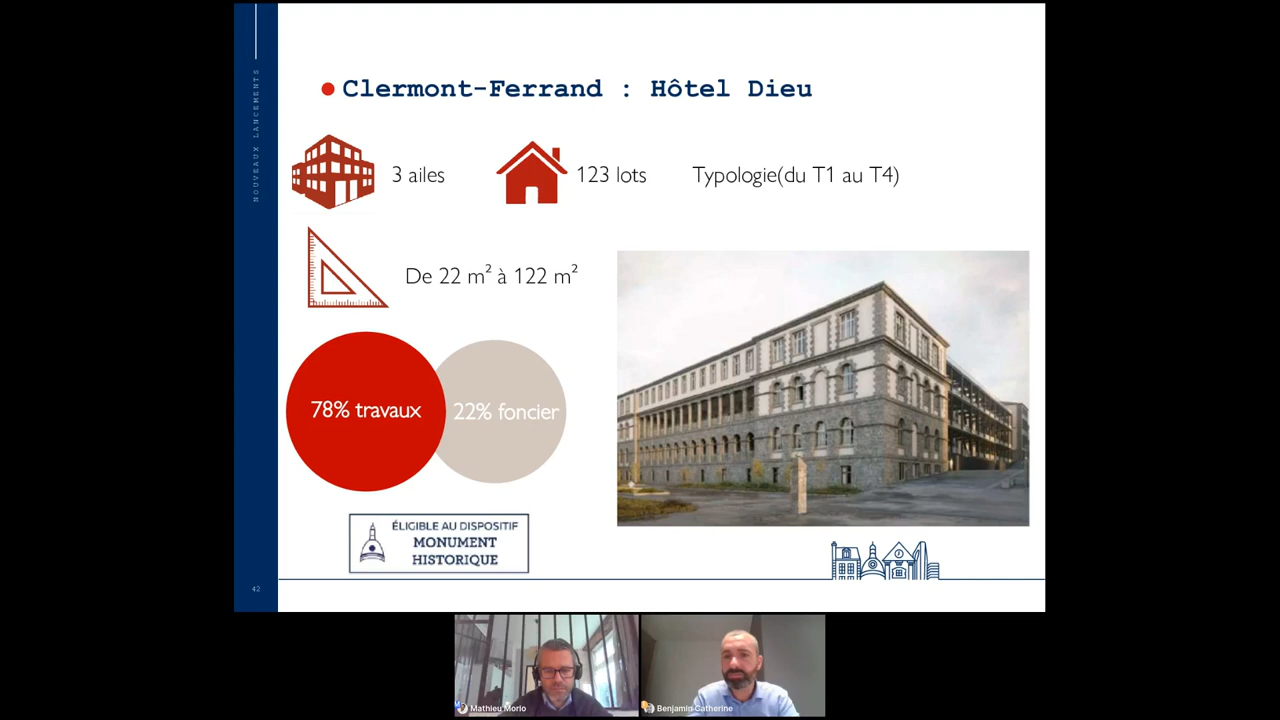 NOUVEAUX LANCEMENTS
Clermont-Ferrand : Hôtel Dieu
3 ailes
123 lots
Typologie(du T1 au T4)
De 22 m² à 122 m²
78% travaux
22% foncier
ÉLIGIBLE AU DISPOSITIF
MONUMENT
HISTORIQUE
42
Mathieu Morio
Benjamin Catherine